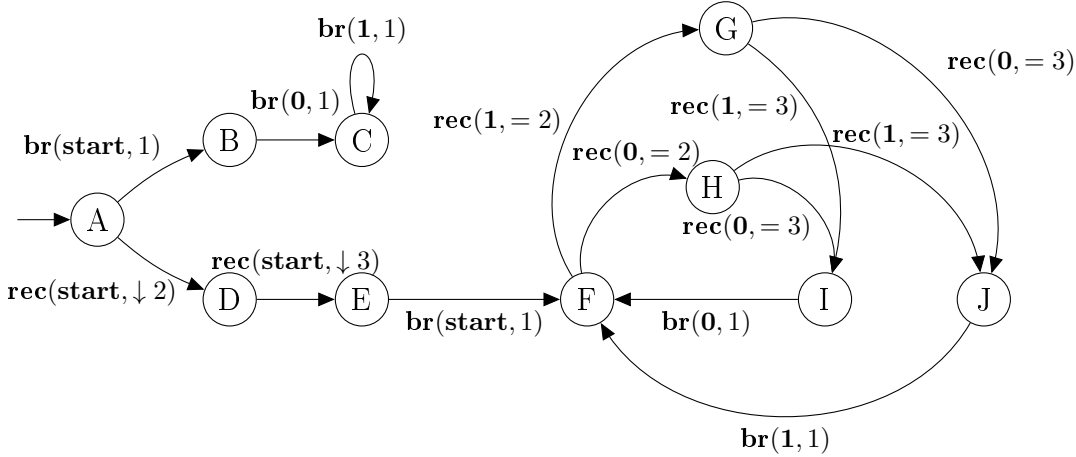 br(1, 1)
br(0, 1)
br(start, 1)
A
B
C
rec(start, ↓ 2)
rec(start, ↓ 3)
D
E
br(start, 1)
F
rec(1, = 2)
G
rec(0, = 3)
rec(1, = 3)
rec(0, = 2)
H
rec(1, = 3)
rec(0, = 3)
I
J
br(0, 1)
br(1, 1)